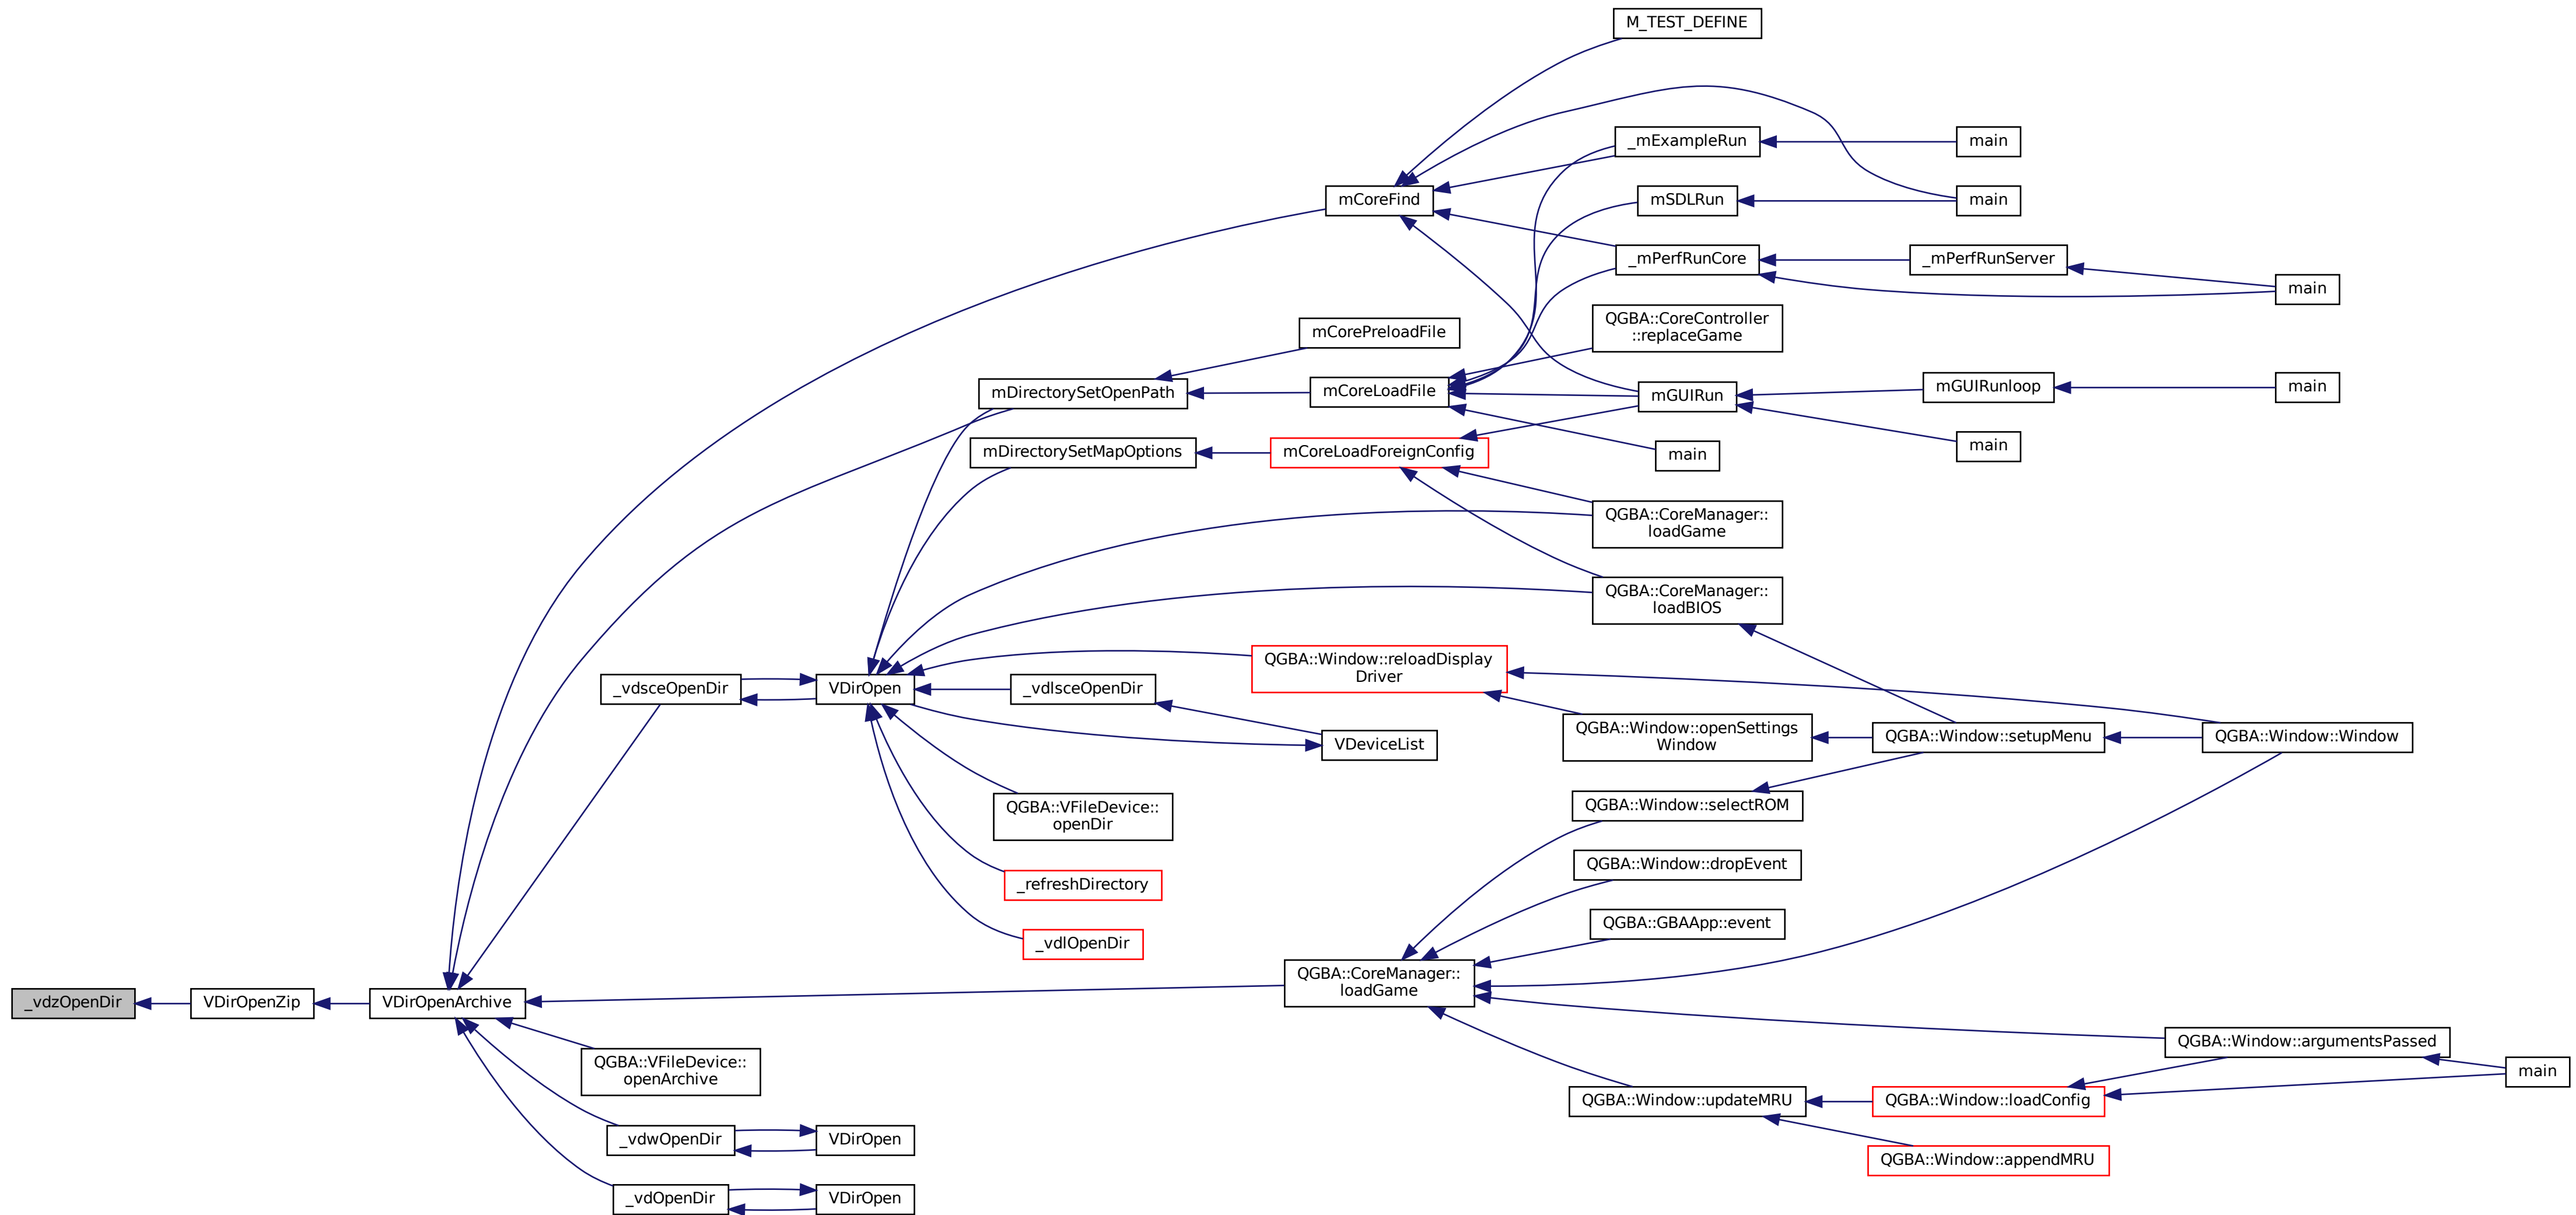 M_TEST_DEFINE
_mExampleRun
main
mCoreFind
mSDLRun
main
_mPerfRunCore
_mPerfRunServer
main
mCorePreloadFile
QGBA::CoreController
::replaceGame
mDirectorySetOpenPath
mCoreLoadFile
mGUIRun
mGUIRunloop
main
mDirectorySetMapOptions
mCoreLoadForeignConfig
main
main
QGBA::CoreManager::
loadGame
QGBA::CoreManager::
loadBIOS
QGBA::Window::reloadDisplay
Driver
_vdsceOpenDir
VDirOpen
_vdlsceOpenDir
VDeviceList
QGBA::Window::openSettings
Window
QGBA::Window::setupMenu
QGBA::Window::Window
QGBA::VFileDevice::
openDir
QGBA::Window::selectROM
_refreshDirectory
QGBA::Window::dropEvent
_vdlOpenDir
QGBA::GBAApp::event
_vdzOpenDir
VDirOpenZip
VDirOpenArchive
QGBA::CoreManager::
loadGame
QGBA::Window::argumentsPassed
main
QGBA::VFileDevice::
openArchive
QGBA::Window::updateMRU
QGBA::Window::loadConfig
_vdwOpenDir
VDirOpen
QGBA::Window::appendMRU
_vdOpenDir
VDirOpen